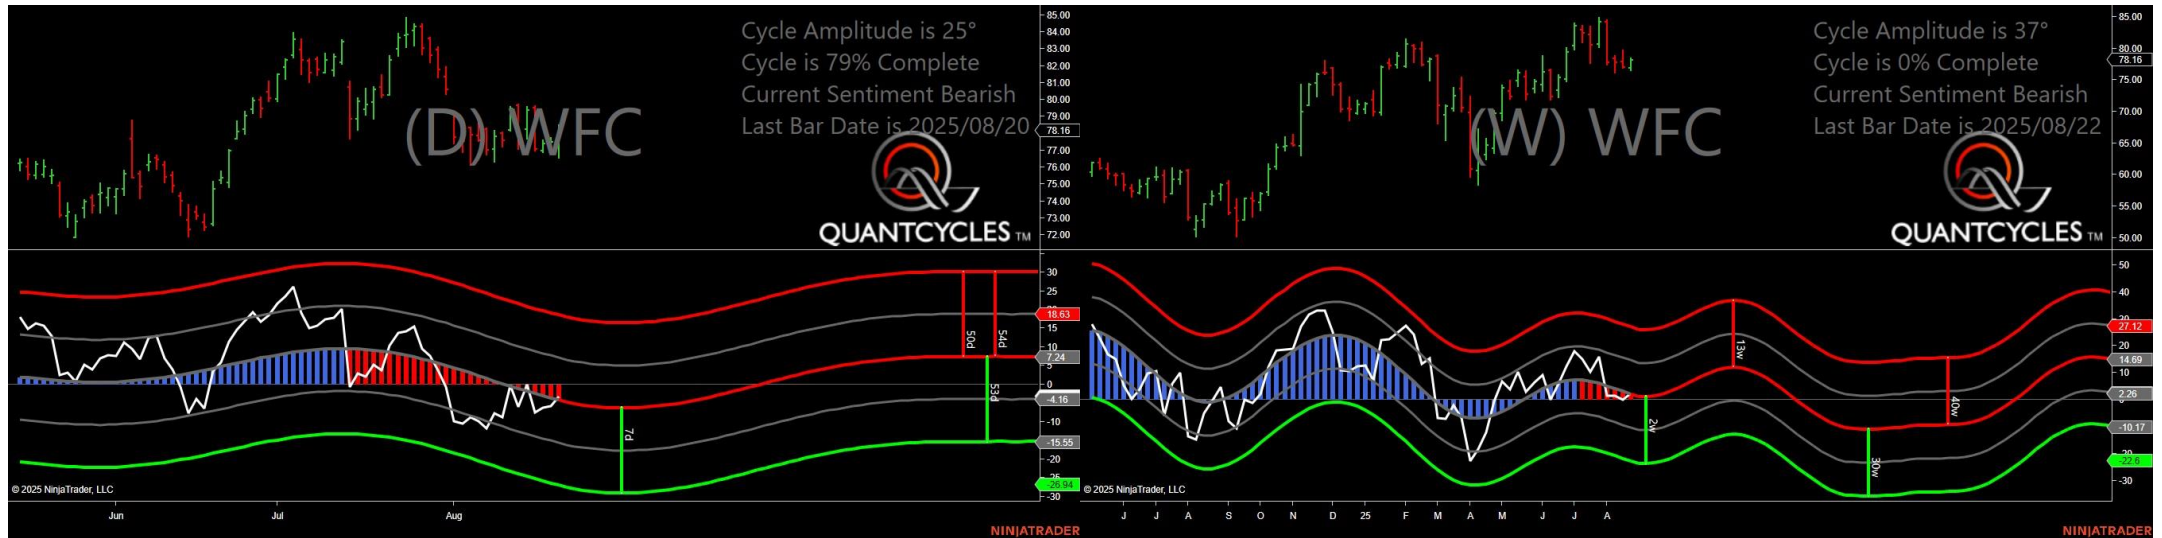 Cycle Amplitude is 25°
Cycle is 79% Complete
Current Sentiment Bearish
Last Bar Date is 2025/08/20
(D) WFC
QUANTCYCLES TM
85.00
84.00
83.00
82.00
81.00
80.00
79.00
78.16
77.00
76.00
75.00
74.00
73.00
72.00
30
25
18.63
15
10
7.24
5
0
-4.16
-10
-15.55
-20
-26.94
-30
50d
54d
53d
7d
© 2025 NinjaTrader, LLC
Jun
Jul
Aug
NINJATRADER
Cycle Amplitude is 37°
Cycle is 0% Complete
Current Sentiment Bearish
Last Bar Date is 2025/08/22
(W) WFC
QUANTCYCLES TM
85.00
80.00
78.16
75.00
70.00
65.00
60.00
55.00
50.00
50
40
27.12
20
14.69
2.26
-10.17
-22.6
-30
13w
40w
2w
30w
© 2025 NinjaTrader, LLC
J
J
A
S
O
N
D
25
F
M
A
M
J
J
A
NINJATRADER